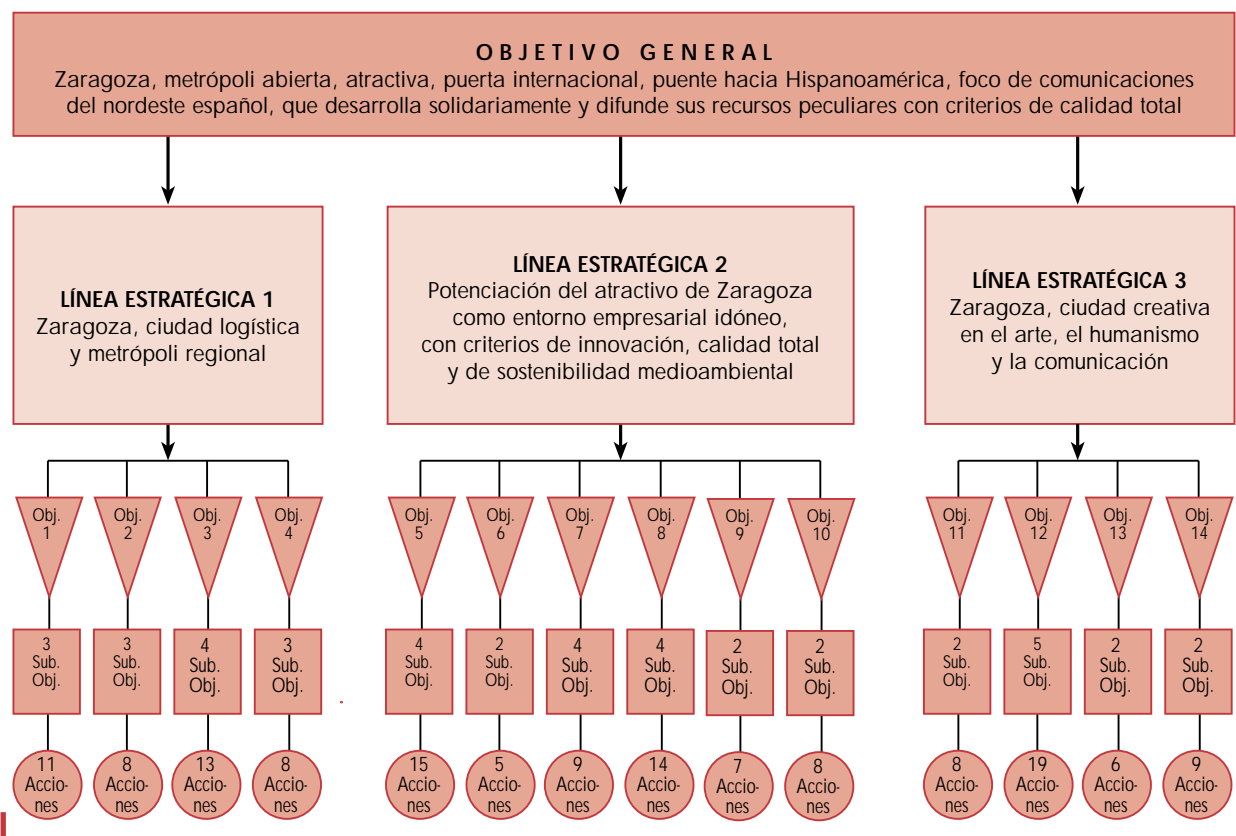 OBJETIVO GENERAL
Zaragoza, metrópoli abierta, atractiva, puerta internacional, puente hacia Hispanoamérica, foco de comunicaciones
del nordeste español, que desarrolla solidariamente y difunde sus recursos peculiares con criterios de calidad total
LÍNEA ESTRATÉGICA 1
Zaragoza, ciudad logística
y metrópoli regional
LÍNEA ESTRATÉGICA 2
Potenciación del atractivo de Zaragoza
como entorno empresarial idóneo,
con criterios de innovación, calidad total
y de sostenibilidad medioambiental
LÍNEA ESTRATÉGICA 3
Zaragoza, ciudad creativa
en el arte, el humanismo
y la comunicación
Obj.
1
Obj.
2
Obj.
3
Obj.
4
Obj.
5
Obj.
6
Obj.
7
Obj.
8
Obj.
9
Obj.
10
Obj.
11
Obj.
12
Obj.
13
Obj.
14
3
Sub.
Obj.
3
Sub.
Obj.
4
Sub.
Obj.
3
Sub.
Obj.
4
Sub.
Obj.
2
Sub.
Obj.
4
Sub.
Obj.
4
Sub.
Obj.
2
Sub.
Obj.
2
Sub.
Obj.
2
Sub.
Obj.
5
Sub.
Obj.
2
Sub.
Obj.
2
Sub.
Obj.
11
Accio-
nes
8
Accio-
nes
13
Accio-
nes
8
Accio-
nes
15
Accio-
nes
5
Accio-
nes
9
Accio-
nes
14
Accio-
nes
7
Accio-
nes
8
Accio-
nes
8
Accio-
nes
19
Accio-
nes
6
Accio-
nes
9
Accio-
nes